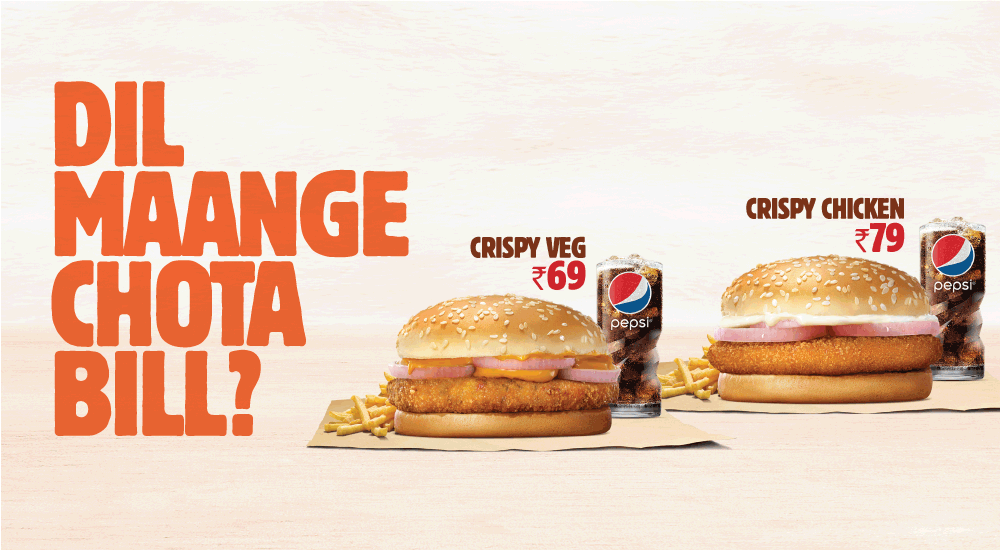 DIL
MAANGE
CHOTA
BILL?
CRISPY VEG
₹69
pepsi
CRISPY CHICKEN
₹79
pepsi